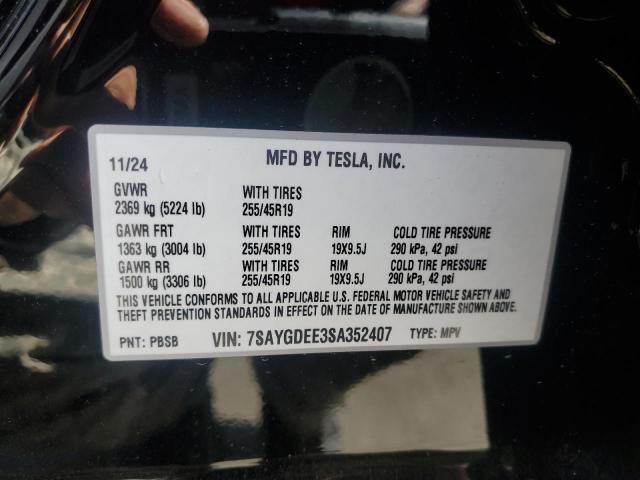 11/24 MFD BY TESLA, INC.
GVWR WITH TIRES
2369 kg (5224 lb) 255/45R19
GAWR FRT WITH TIRES RIM COLD TIRE PRESSURE
1363 kg (3004 lb) 255/45R19 19X9.5J 290 kPa, 42 psi
GAWR RR WITH TIRES RIM COLD TIRE PRESSURE
1500 kg (3306 lb) 255/45R19 19X9.5J 290 kPa, 42 psi
THIS VEHICLE CONFORMS TO ALL APPLICABLE U.S. FEDERAL MOTOR VEHICLE SAFETY AND
THEFT PREVENTION STANDARDS IN EFFECT ON THE DATE OF MANUFACTURE SHOWN ABOVE.
PNT: PBSB VIN: 7SAYGDEE3SA352407 TYPE: MPV